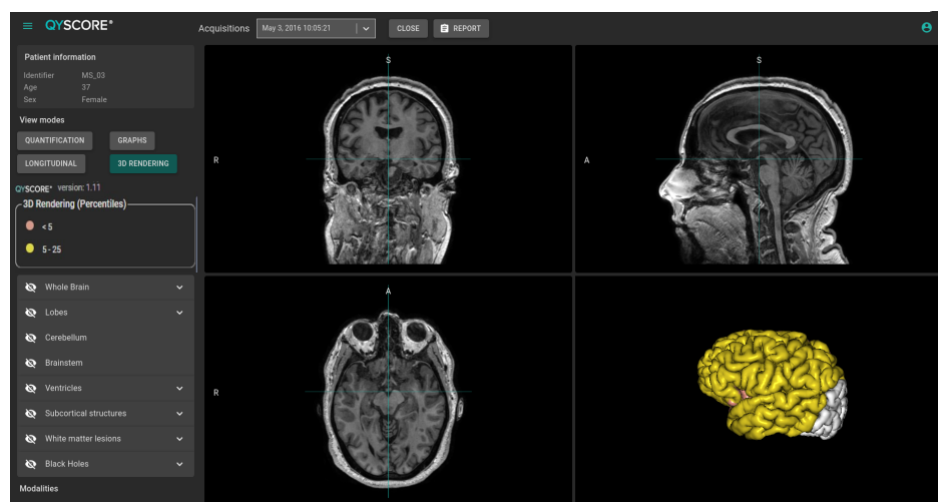 QYSCORE®
Acquisitions
May 3, 2016 10:05:21
CLOSE
REPORT
Patient information
Identifier MS_03
Age 37
Sex Female
View modes
QUANTIFICATION GRAPHS
LONGITUDINAL 3D RENDERING
QYSCORE® version: 1.11
3D Rendering (Percentiles)
< 5
5 - 25
Whole Brain
Lobes
Cerebellum
Brainstem
Ventricles
Subcortical structures
White matter lesions
Black Holes
Modalities
S
R
S
A
A
R